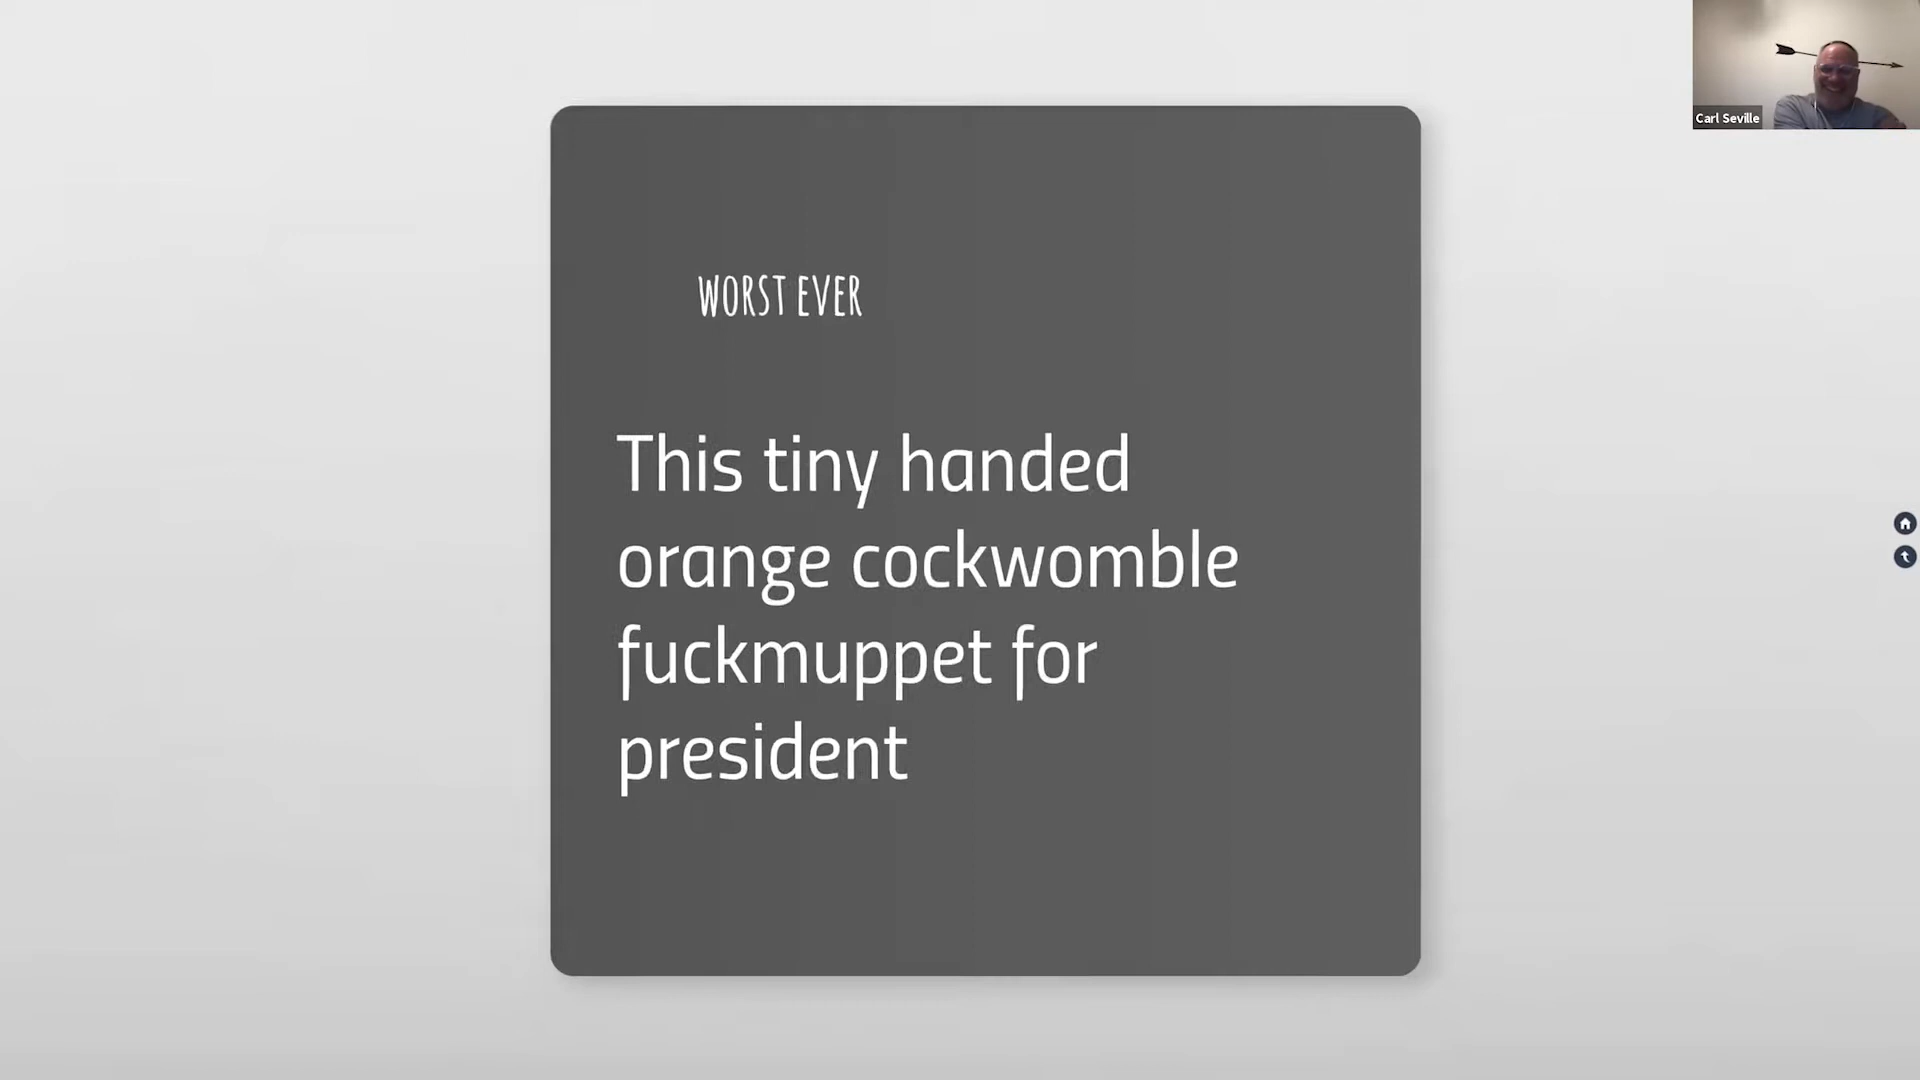 Carl Seville
WORST EVER
This tiny handed
orange cockwomble
fuckmuppet for
president